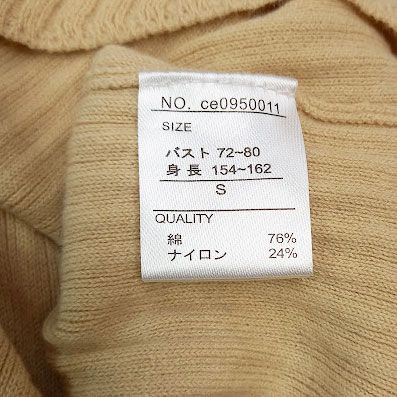 NO. ce0950011
SIZE
バスト 72~80
身 長 154~162
S
QUALITY
綿 76%
ナイロン 24%